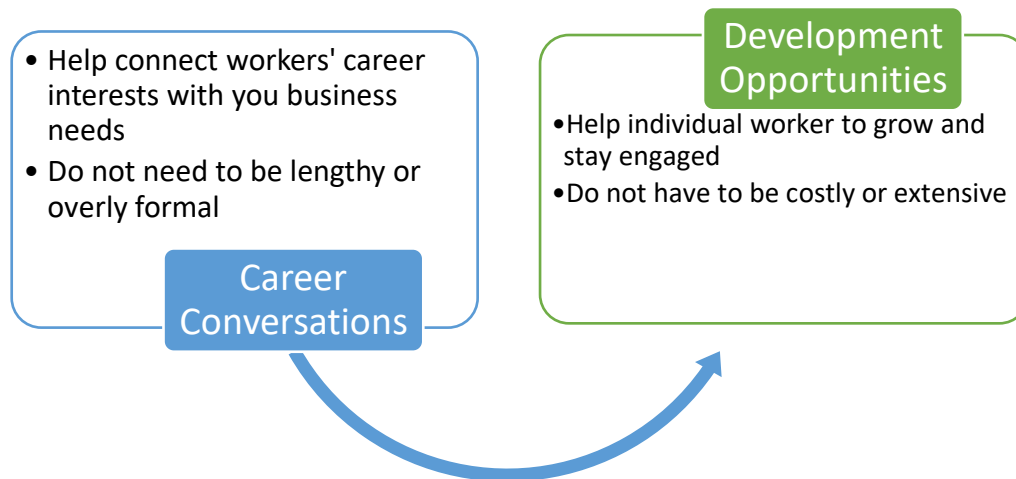 • Help connect workers' career
interests with you business
needs
• Do not need to be lengthy or
overly formal
Career
Conversations
Development
Opportunities
•Help individual worker to grow and
stay engaged
•Do not have to be costly or extensive